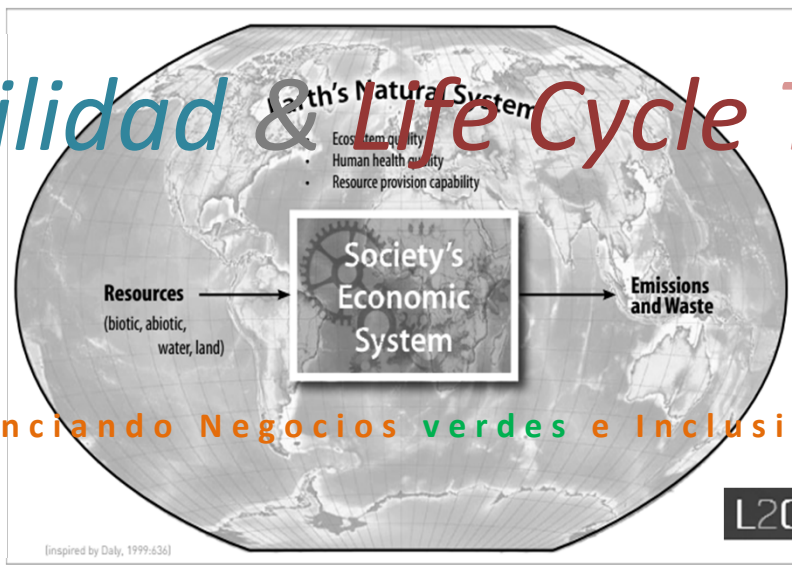 Earth's Natural System
ilidad & Life Cycle T
• Ecosystem quality
• Human health quality
• Resource provision capability
Society's
Economic
System
Resources
(biotic, abiotic,
water, land)
Emissions
and Waste
nciando Negocios verdes e Inclusi
L2
(inspired by Daly, 1999:636)